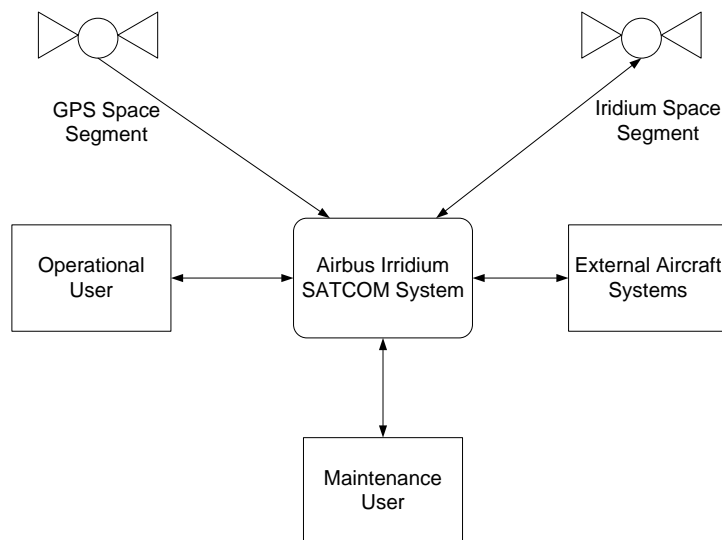 GPS Space
Segment
Iridium Space
Segment
Operational
User
Airbus Irridium
SATCOM System
External Aircraft
Systems
Maintenance
User